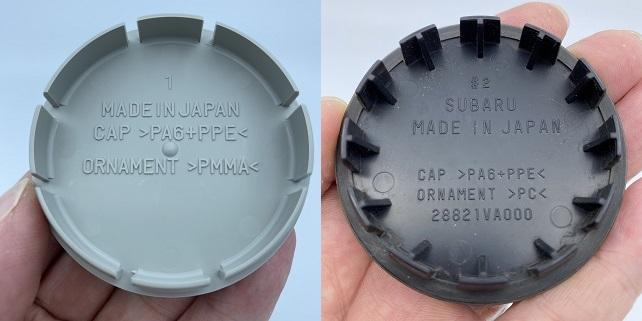 1
MADE IN JAPAN
CAP >PA6+PPE<
ORNAMENT >PMMA<
#2
SUBARU
MADE IN JAPAN
CAP >PA6+PPE<
ORNAMENT >PC<
28821VA000